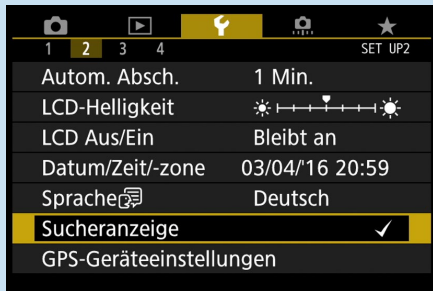 1 2 3 4 SET UP2
Autom. Absch. 1 Min.
LCD-Helligkeit
LCD Aus/Ein Bleibt an
Datum/Zeit/-zone 03/04/'16 20:59
Sprache Deutsch
Sucheranzeige
GPS-Geräteeinstellungen